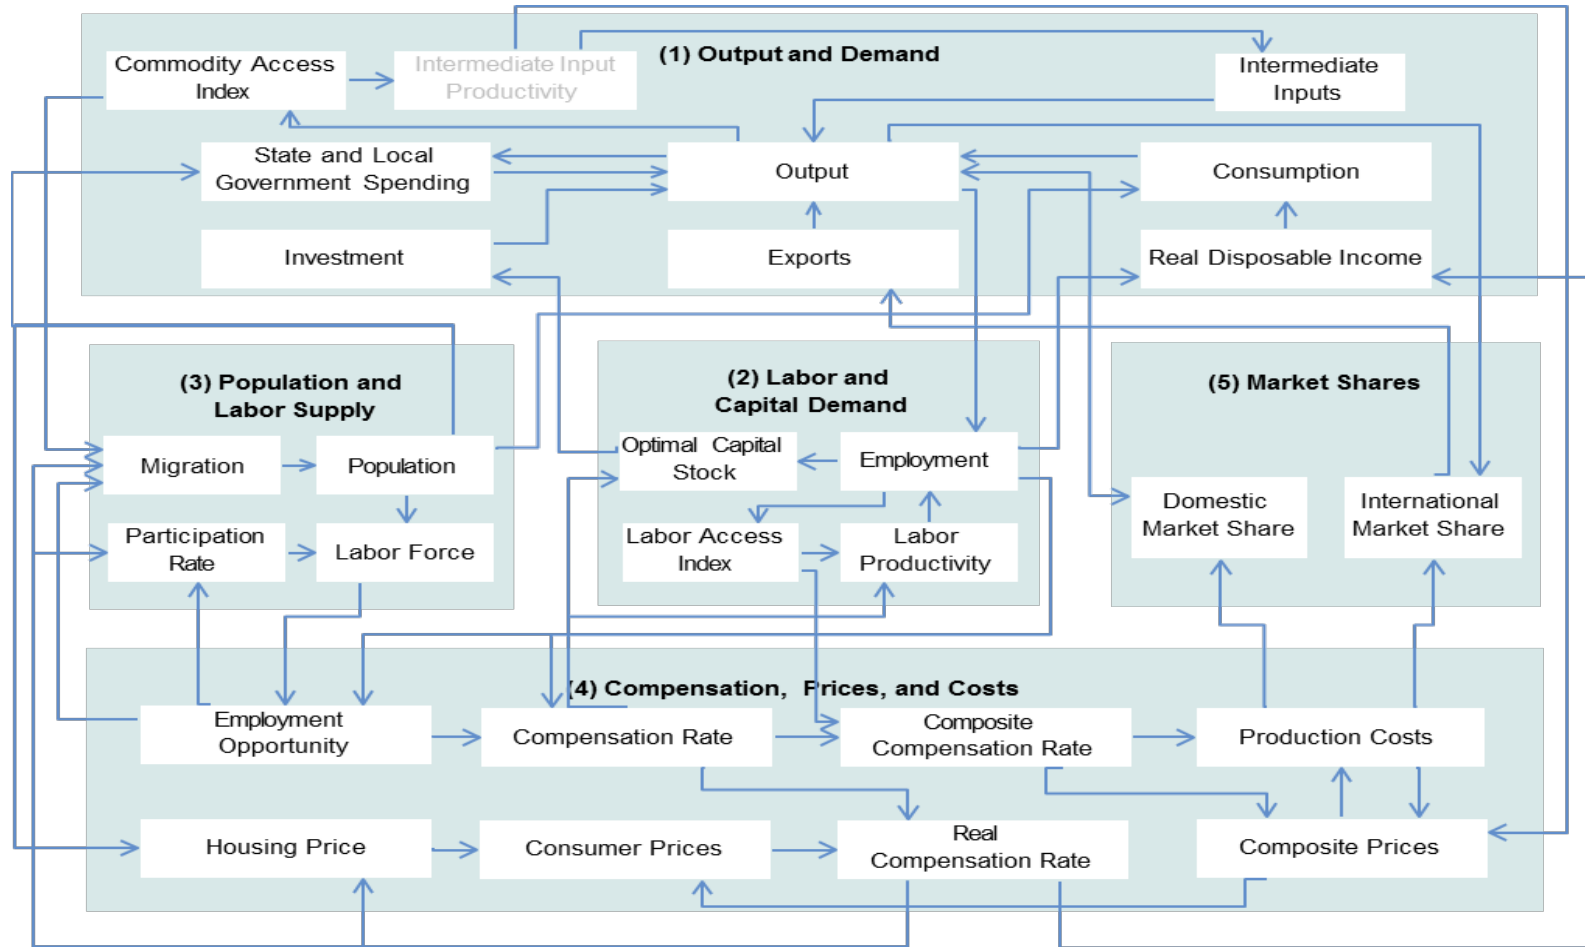 (1) Output and Demand
Commodity Access
Index
Intermediate Input
Productivity
Intermediate
Inputs
State and Local
Government Spending
Output
Consumption
Investment
Exports
Real Disposable Income
(3) Population and
Labor Supply
Migration
Population
Participation
Rate
Labor Force
(2) Labor and
Capital Demand
Optimal Capital
Stock
Employment
Labor Access
Index
Labor
Productivity
(5) Market Shares
Domestic
Market Share
International
Market Share
(4) Compensation, Prices, and Costs
Employment
Opportunity
Compensation Rate
Composite
Compensation Rate
Production Costs
Housing Price
Consumer Prices
Real
Compensation Rate
Composite Prices